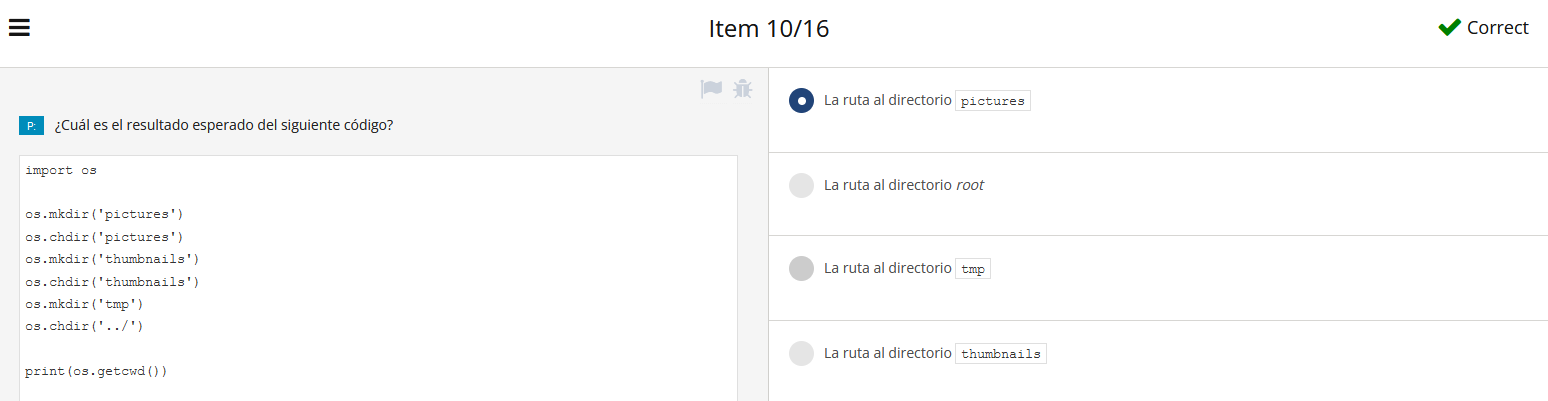 Item 10/16
Correct
P: ¿Cuál es el resultado esperado del siguiente código?
import os
os.mkdir('pictures')
os.chdir('pictures')
os.mkdir('thumbnails')
os.chdir('thumbnails')
os.mkdir('tmp')
os.chdir('../')
print(os.getcwd())
La ruta al directorio pictures
La ruta al directorio root
La ruta al directorio tmp
La ruta al directorio thumbnails